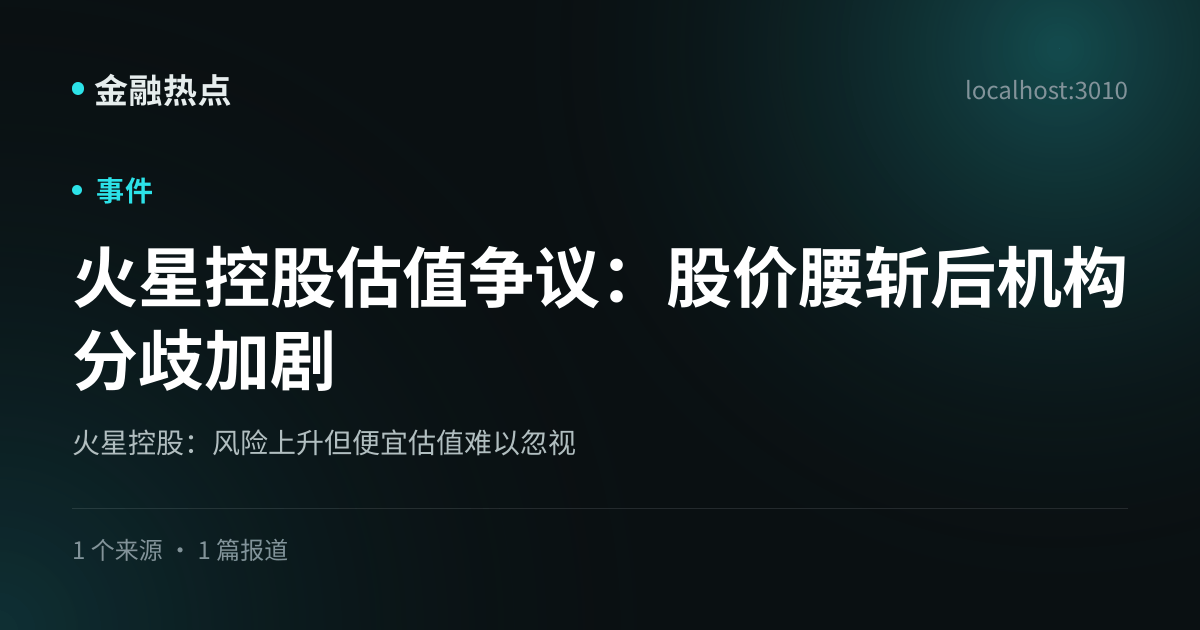 金融热点
localhost:3010
事件
火星控股估值争议：股价腰斩后机构
分歧加剧
火星控股：风险上升但便宜估值难以忽视
1 个来源 · 1 篇报道